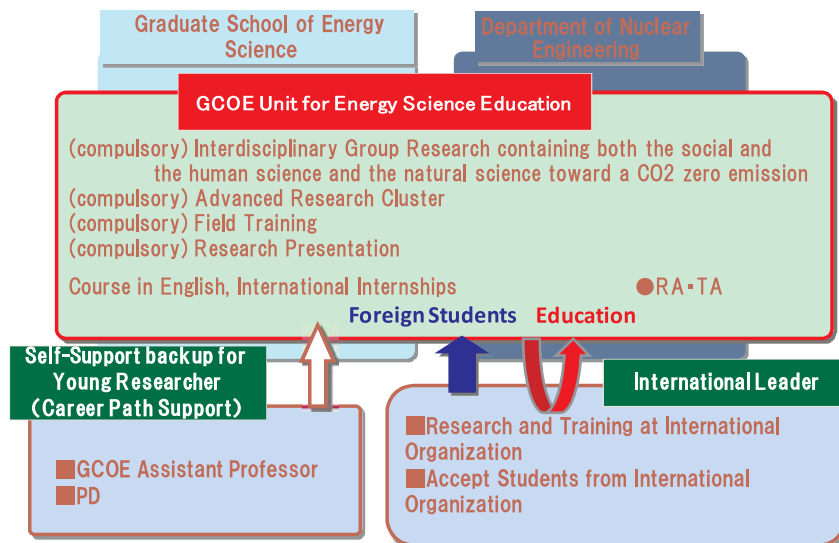 Graduate School of Energy
Science
Department of Nuclear
Engineering
GCOE Unit for Energy Science Education
(compulsory) Interdisciplinary Group Research containing both the social and
the human science and the natural science toward a CO2 zero emission
(compulsory) Advanced Research Cluster
(compulsory) Field Training
(compulsory) Research Presentation
Course in English, International Internships
●RA・TA
Foreign Students
Education
Self-Support backup for
Young Researcher
(Career Path Support)
International Leader
■GCOE Assistant Professor
■PD
■Research and Training at International
Organization
■Accept Students from International
Organization